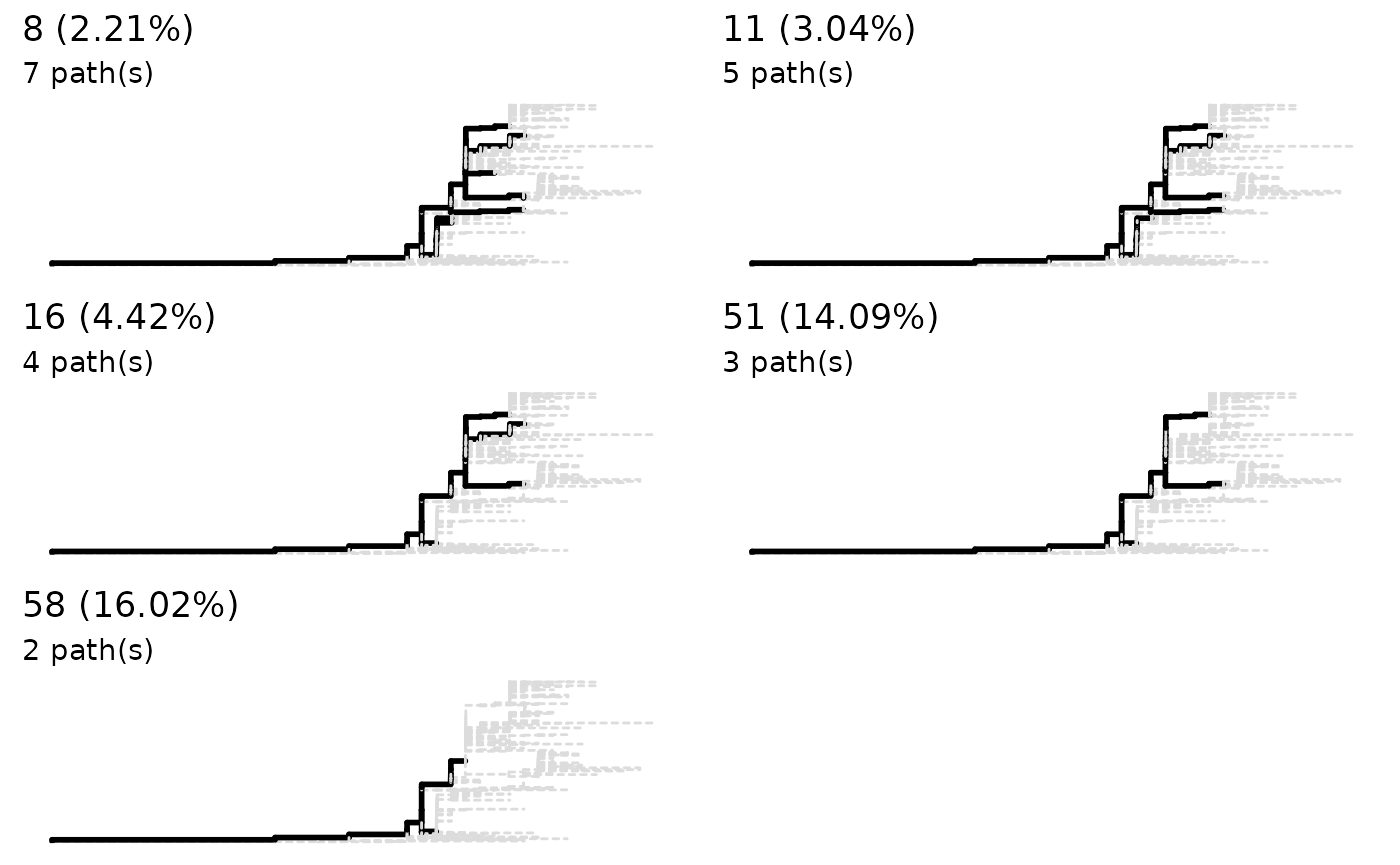 8 (2.21%)
7 path(s)
11 (3.04%)
5 path(s)
16 (4.42%)
4 path(s)
51 (14.09%)
3 path(s)
58 (16.02%)
2 path(s)